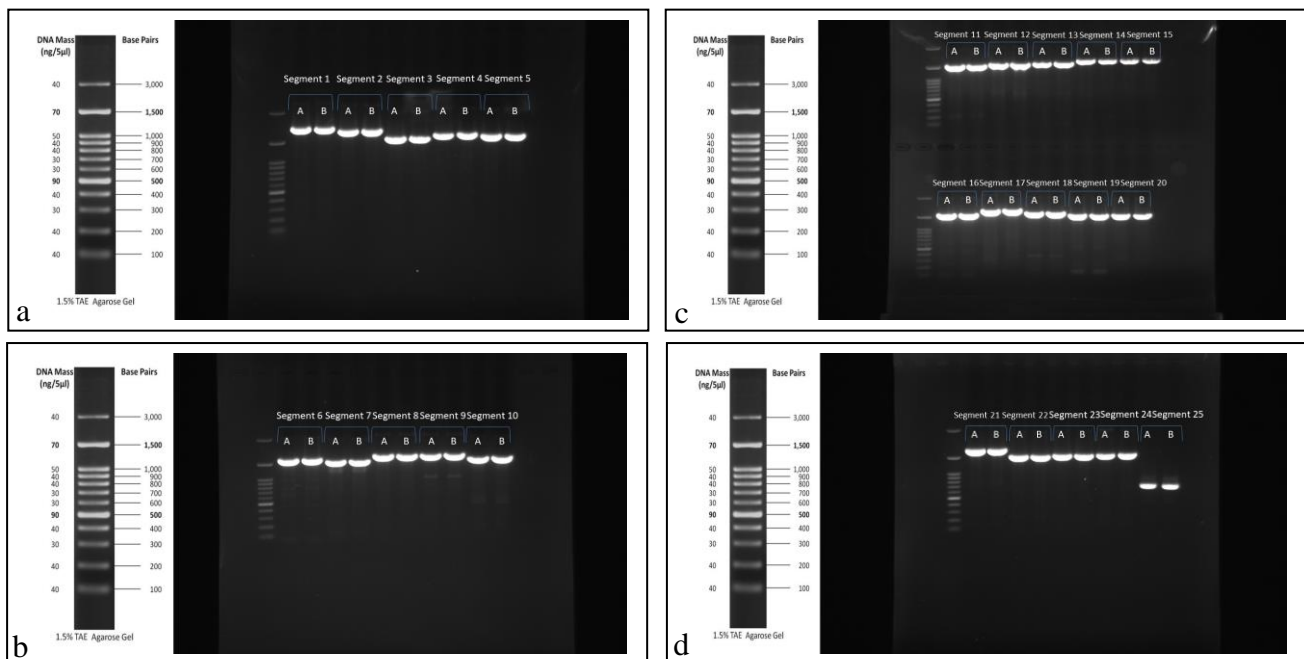 DNA Mass
(ng/5µl)
Base Pairs
40 3,000
70 1,500
50 1,000
40 900
40 800
30 700
30 600
90 500
40 400
30 300
40 200
40 100
1.5% TAE Agarose Gel
Segment 1 Segment 2 Segment 3 Segment 4 Segment 5
A B A B A B A B A B
a
DNA Mass
(ng/5µl)
Base Pairs
40 3,000
70 1,500
50 1,000
40 900
40 800
30 700
30 600
90 500
40 400
30 300
40 200
40 100
1.5% TAE Agarose Gel
Segment 11 Segment 12 Segment 13 Segment 14 Segment 15
A B A B A B A B A B
Segment 16 Segment 17 Segment 18 Segment 19 Segment 20
A B A B A B A B A B
c
DNA Mass
(ng/5µl)
Base Pairs
40 3,000
70 1,500
50 1,000
40 900
40 800
30 700
30 600
90 500
40 400
30 300
40 200
40 100
1.5% TAE Agarose Gel
Segment 6 Segment 7 Segment 8 Segment 9 Segment 10
A B A B A B A B A B
b
DNA Mass
(ng/5µl)
Base Pairs
40 3,000
70 1,500
50 1,000
40 900
40 800
30 700
30 600
90 500
40 400
30 300
40 200
40 100
1.5% TAE Agarose Gel
Segment 21 Segment 22 Segment 23 Segment 24 Segment 25
A B A B A B A B A B
d